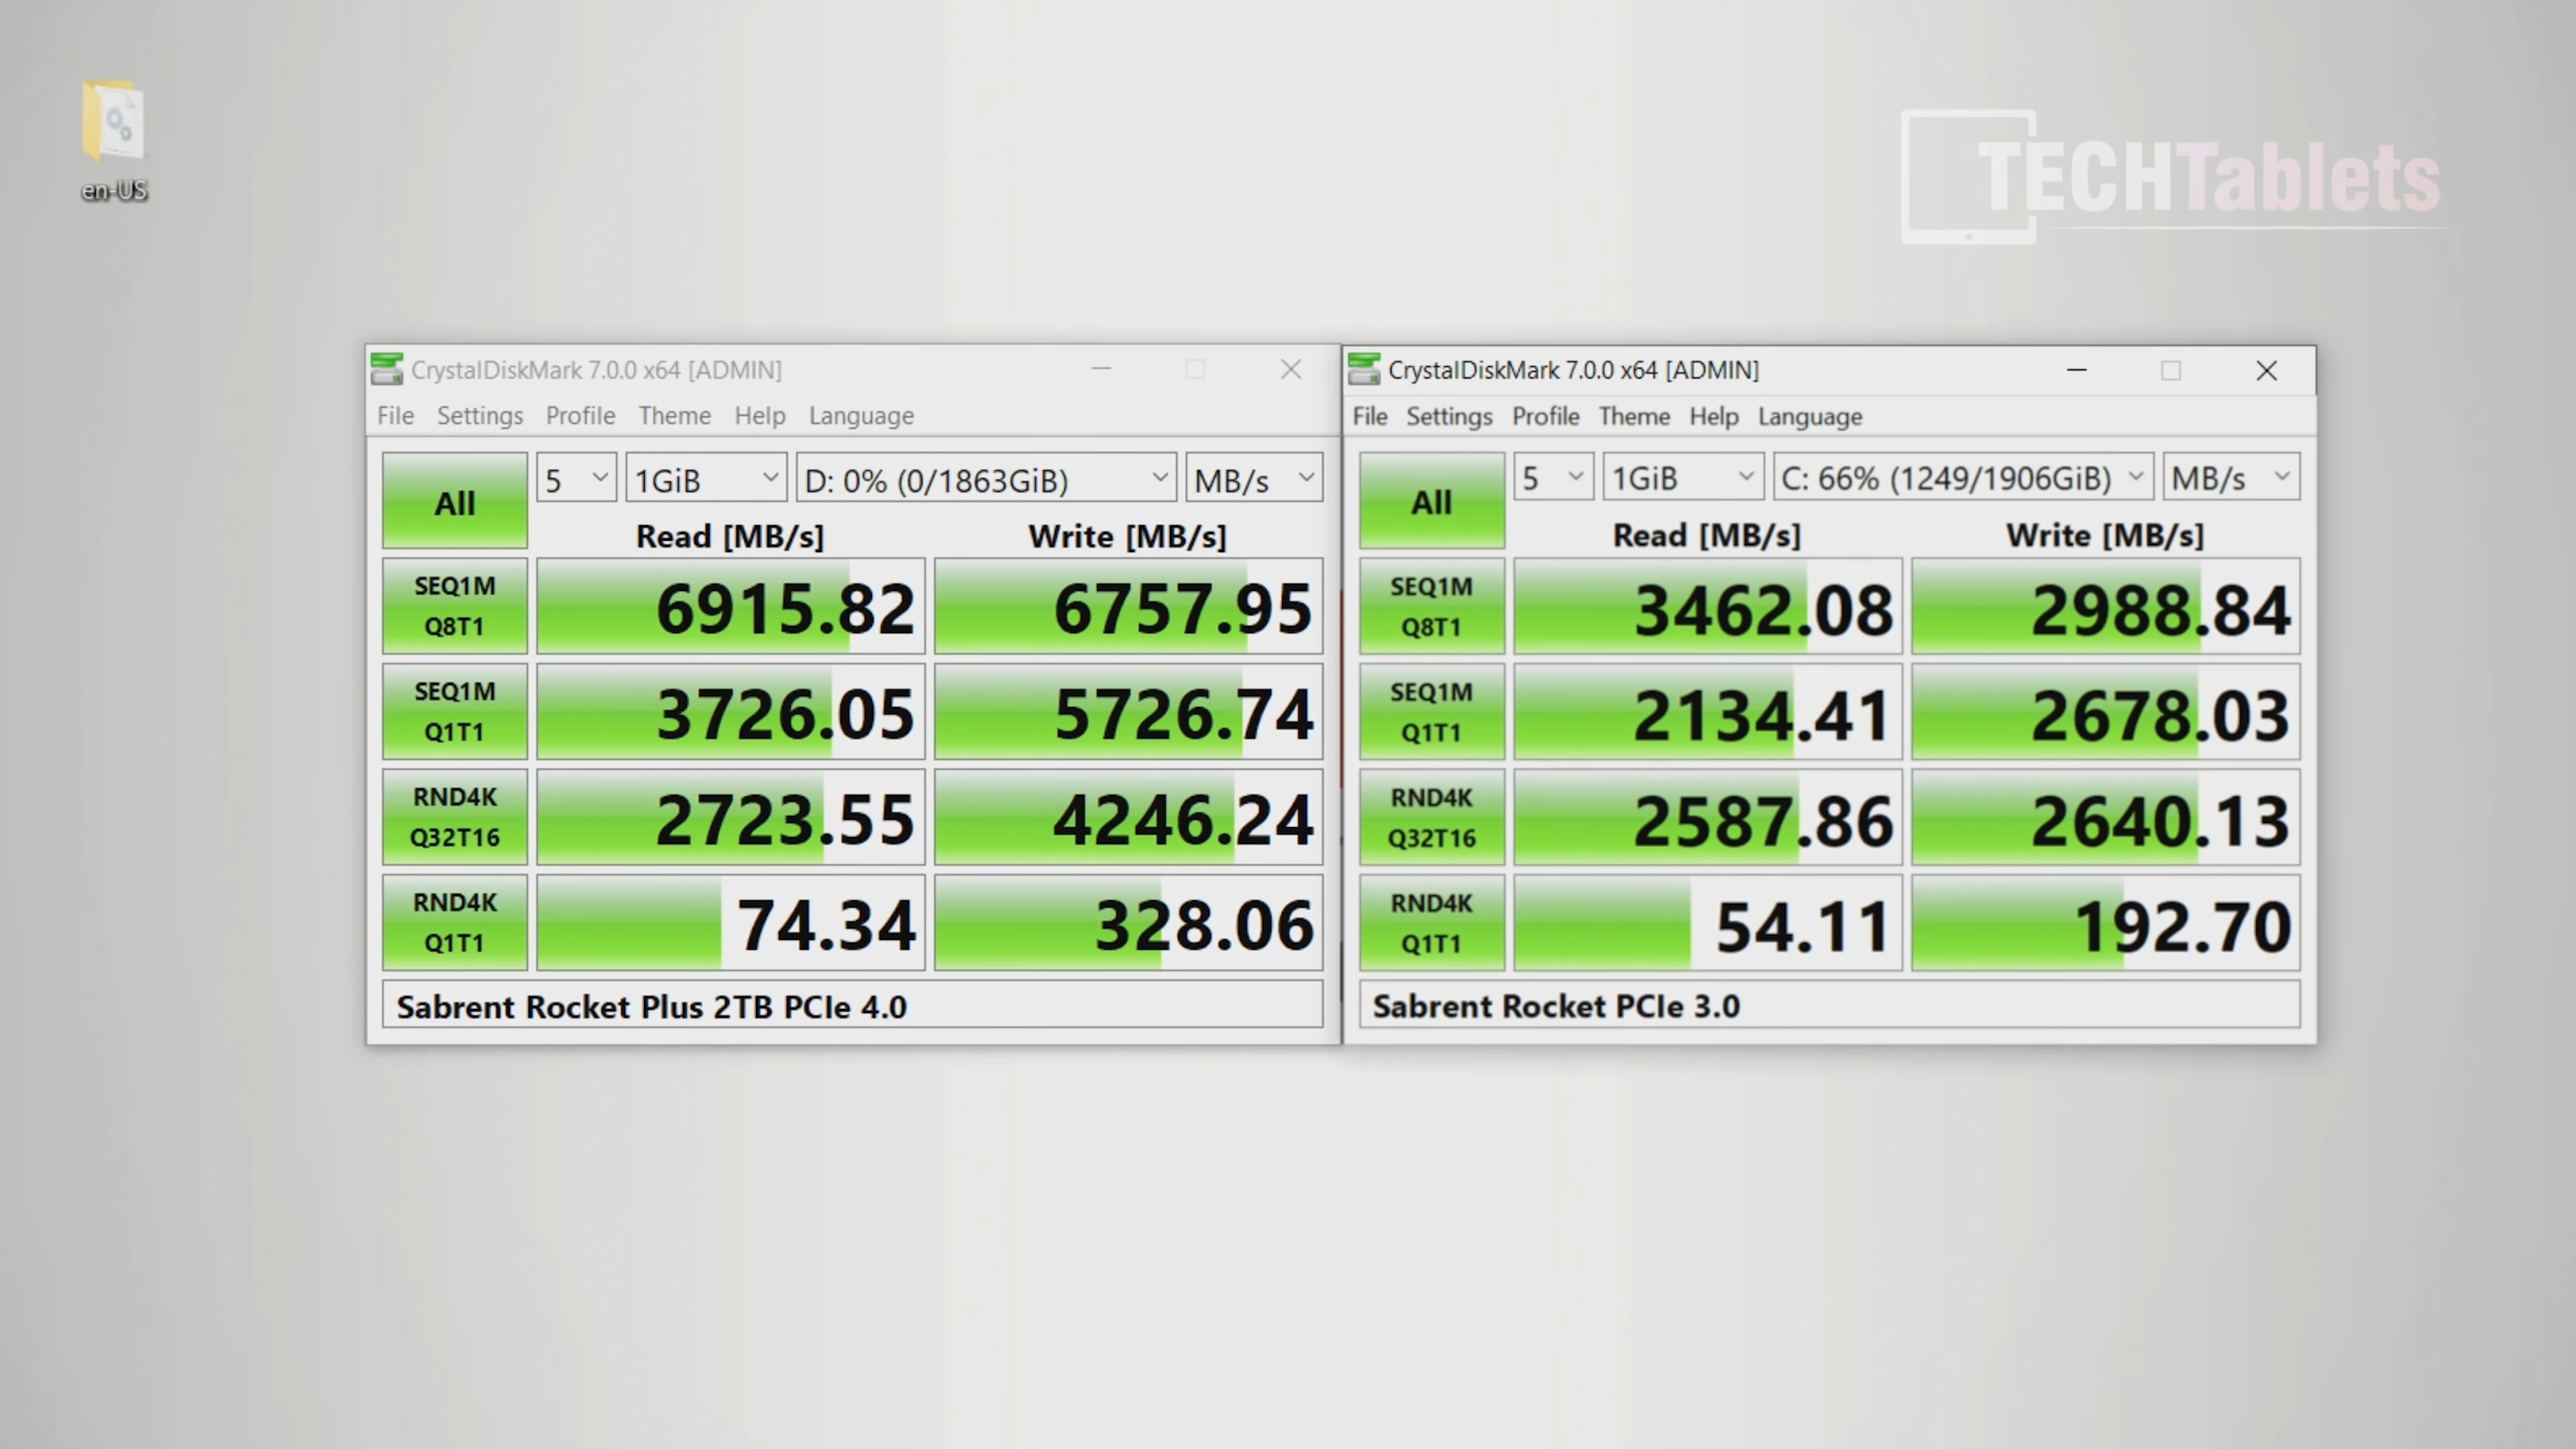 en-US
TECHTablets
CrystalDiskMark 7.0.0 x64 [ADMIN]
File Settings Profile Theme Help Language
All
5
1GiB
D: 0% (0/1863GiB)
MB/s
Read [MB/s]
Write [MB/s]
SEQ1M
Q8T1
6915.82
6757.95
SEQ1M
Q1T1
3726.05
5726.74
RND4K
Q32T16
2723.55
4246.24
RND4K
Q1T1
74.34
328.06
Sabrent Rocket Plus 2TB PCIe 4.0
CrystalDiskMark 7.0.0 x64 [ADMIN]
File Settings Profile Theme Help Language
All
5
1GiB
C: 66% (1249/1906GiB)
MB/s
Read [MB/s]
Write [MB/s]
SEQ1M
Q8T1
3462.08
2988.84
SEQ1M
Q1T1
2134.41
2678.03
RND4K
Q32T16
2587.86
2640.13
RND4K
Q1T1
54.11
192.70
Sabrent Rocket PCIe 3.0